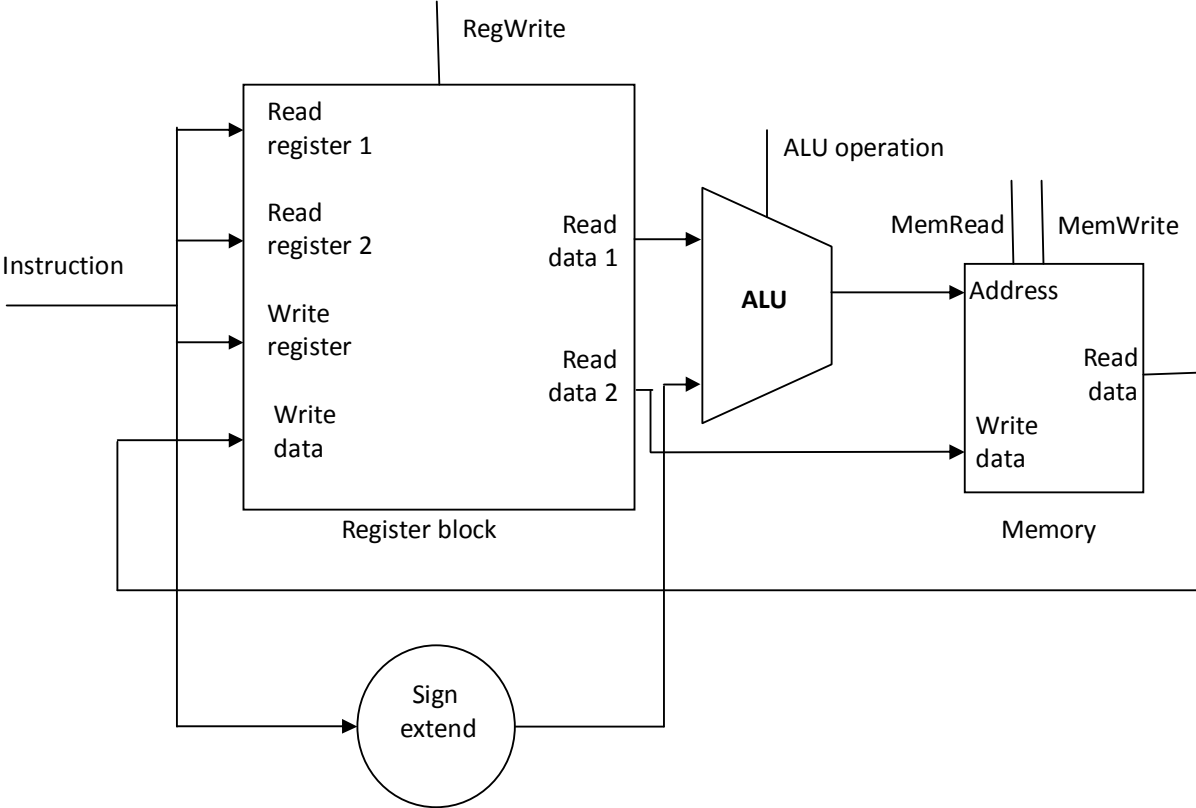 RegWrite
Read
register 1
Read
register 2
Write
register
Write
data
Read
data 1
Read
data 2
Register block
Instruction
ALU operation
ALU
MemRead
MemWrite
Address
Read
data
Write
data
Memory
Sign
extend